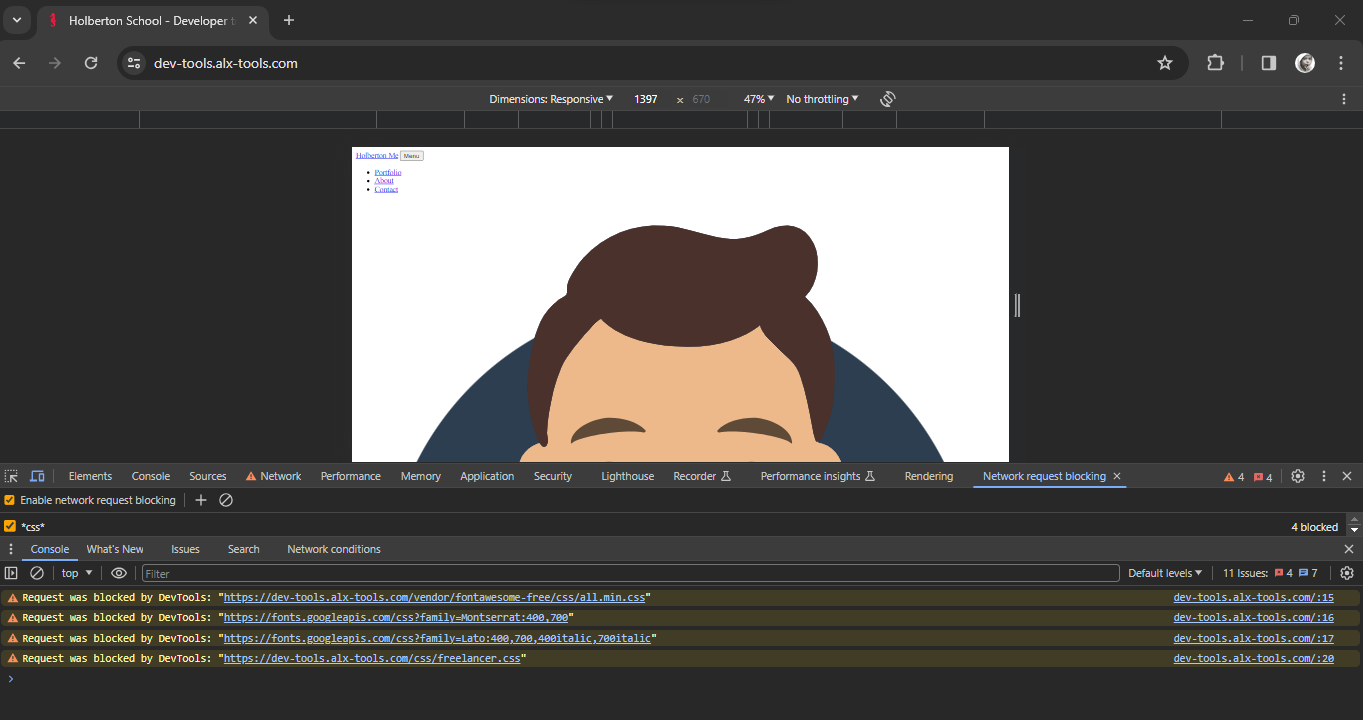 Holberton School - Developer t
dev-tools.alx-tools.com
Dimensions: Responsive 1397 x 670 47% No throttling
Holberton Me Menu
Portfolio
About
Contact
Elements Console Sources Network Performance Memory Application Security Lighthouse Recorder Performance insights Rendering Network request blocking 4 4
Enable network request blocking
*css* 4 blocked
Console What's New Issues Search Network conditions
top Filter Default levels 11 Issues: 4 7
Request was blocked by DevTools: "https://dev-tools.alx-tools.com/vendor/fontawesome-free/css/all.min.css" dev-tools.alx-tools.com/:15
Request was blocked by DevTools: "https://fonts.googleapis.com/css?family=Montserrat:400,700" dev-tools.alx-tools.com/:16
Request was blocked by DevTools: "https://fonts.googleapis.com/css?family=Lato:400,700,400italic,700italic" dev-tools.alx-tools.com/:17
Request was blocked by DevTools: "https://dev-tools.alx-tools.com/css/freelancer.css" dev-tools.alx-tools.com/:20